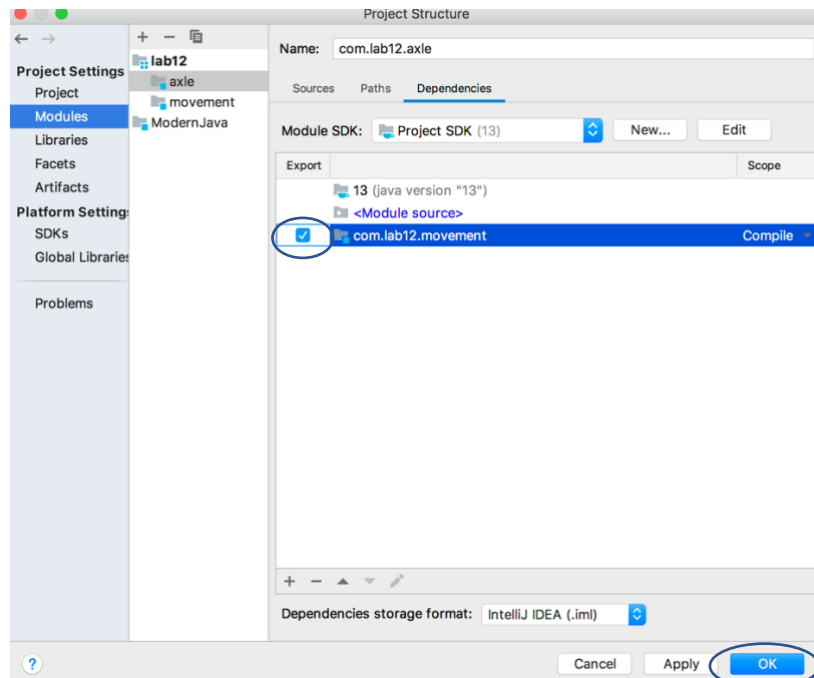 Project Structure
Name: com.lab12.axle
Project Settings
Project
Modules
Libraries
Facets
Artifacts
Platform Setting
SDKs
Global Libraries
Problems
lab12
axle
movement
ModernJava
Sources Paths Dependencies
Module SDK: Project SDK (13) New... Edit
Export Scope
13 (java version "13")
<Module source>
com.lab12.movement Compile
Dependencies storage format: IntelliJ IDEA (.iml)
? Cancel Apply OK